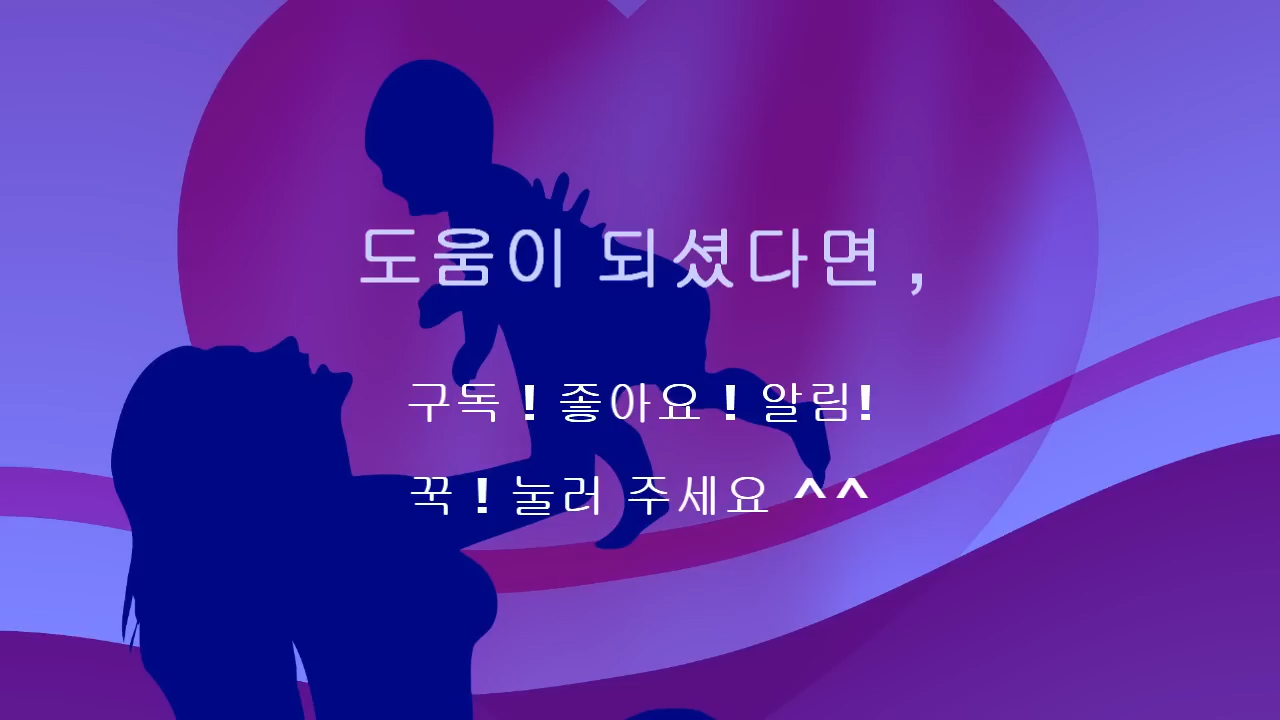 도움이 되셨다면 ,
구독 ! 좋아요 ! 알림!
꾹 ! 눌러 주세요 ^^